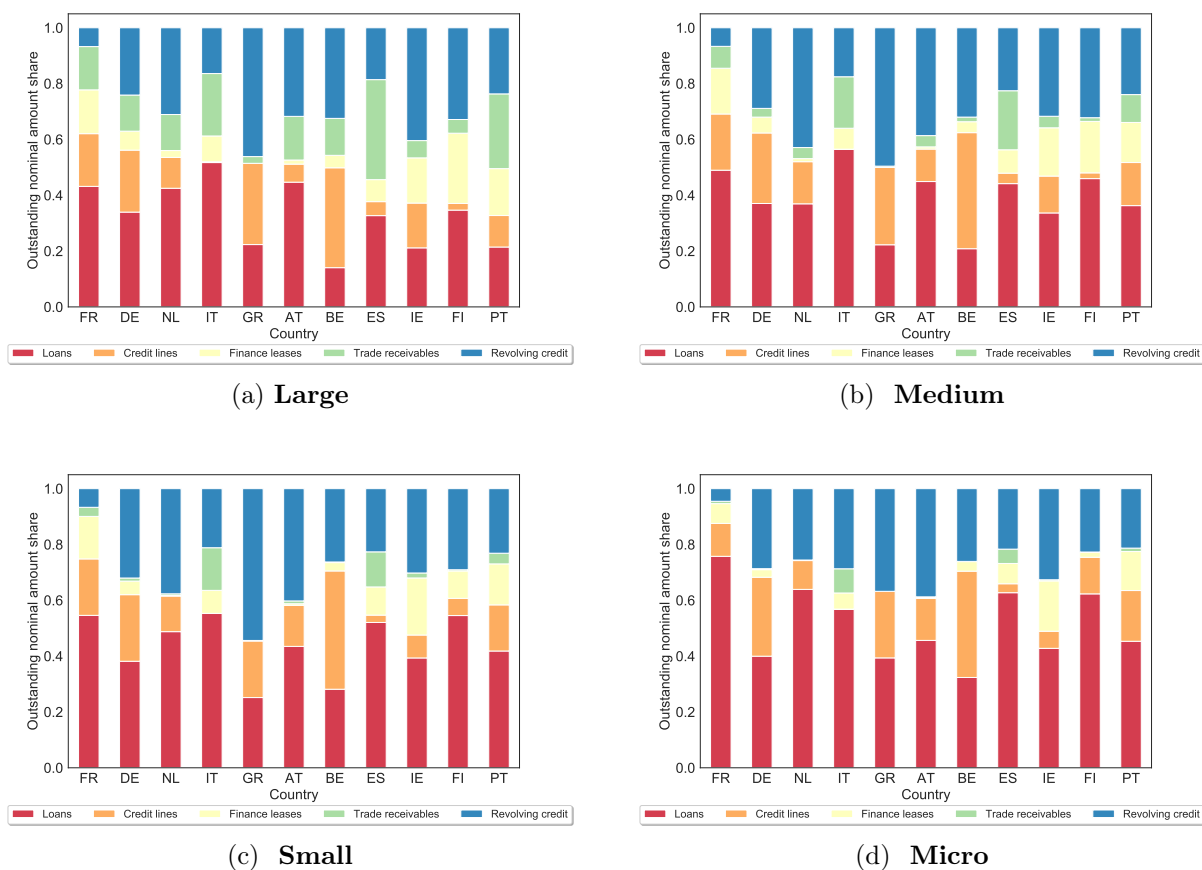 Outstanding nominal amount share
1.0
0.8
0.6
0.4
0.2
0.0
FR DE NL IT GR AT BE ES IE FI PT
Country
Loans Credit lines Finance leases Trade receivables Revolving credit
(a) Large
Outstanding nominal amount share
1.0
0.8
0.6
0.4
0.2
0.0
FR DE NL IT GR AT BE ES IE FI PT
Country
Loans Credit lines Finance leases Trade receivables Revolving credit
(b) Medium
Outstanding nominal amount share
1.0
0.8
0.6
0.4
0.2
0.0
FR DE NL IT GR AT BE ES IE FI PT
Country
Loans Credit lines Finance leases Trade receivables Revolving credit
(c) Small
Outstanding nominal amount share
1.0
0.8
0.6
0.4
0.2
0.0
FR DE NL IT GR AT BE ES IE FI PT
Country
Loans Credit lines Finance leases Trade receivables Revolving credit
(d) Micro